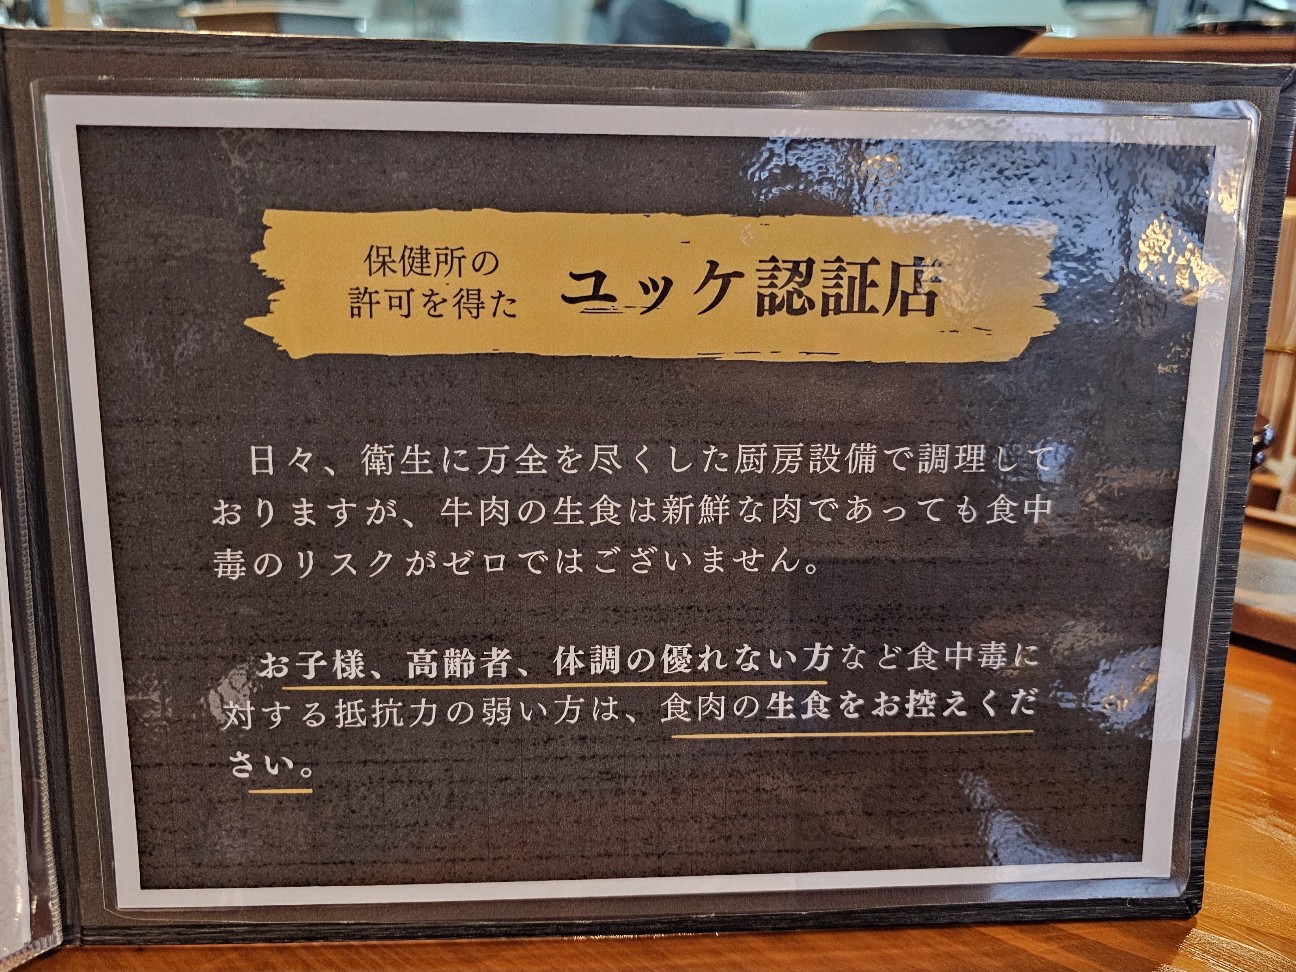 保健所の
許可を得た
ユッケ認証店
日々、衛生に万全を尽くした厨房設備で調理して
おりますが、牛肉の生食は新鮮な肉であっても食中
毒のリスクがゼロではございません。
お子様、高齢者、体調の優れない方など食中毒に
対する抵抗力の弱い方は、食肉の生食をお控えくだ
さい。